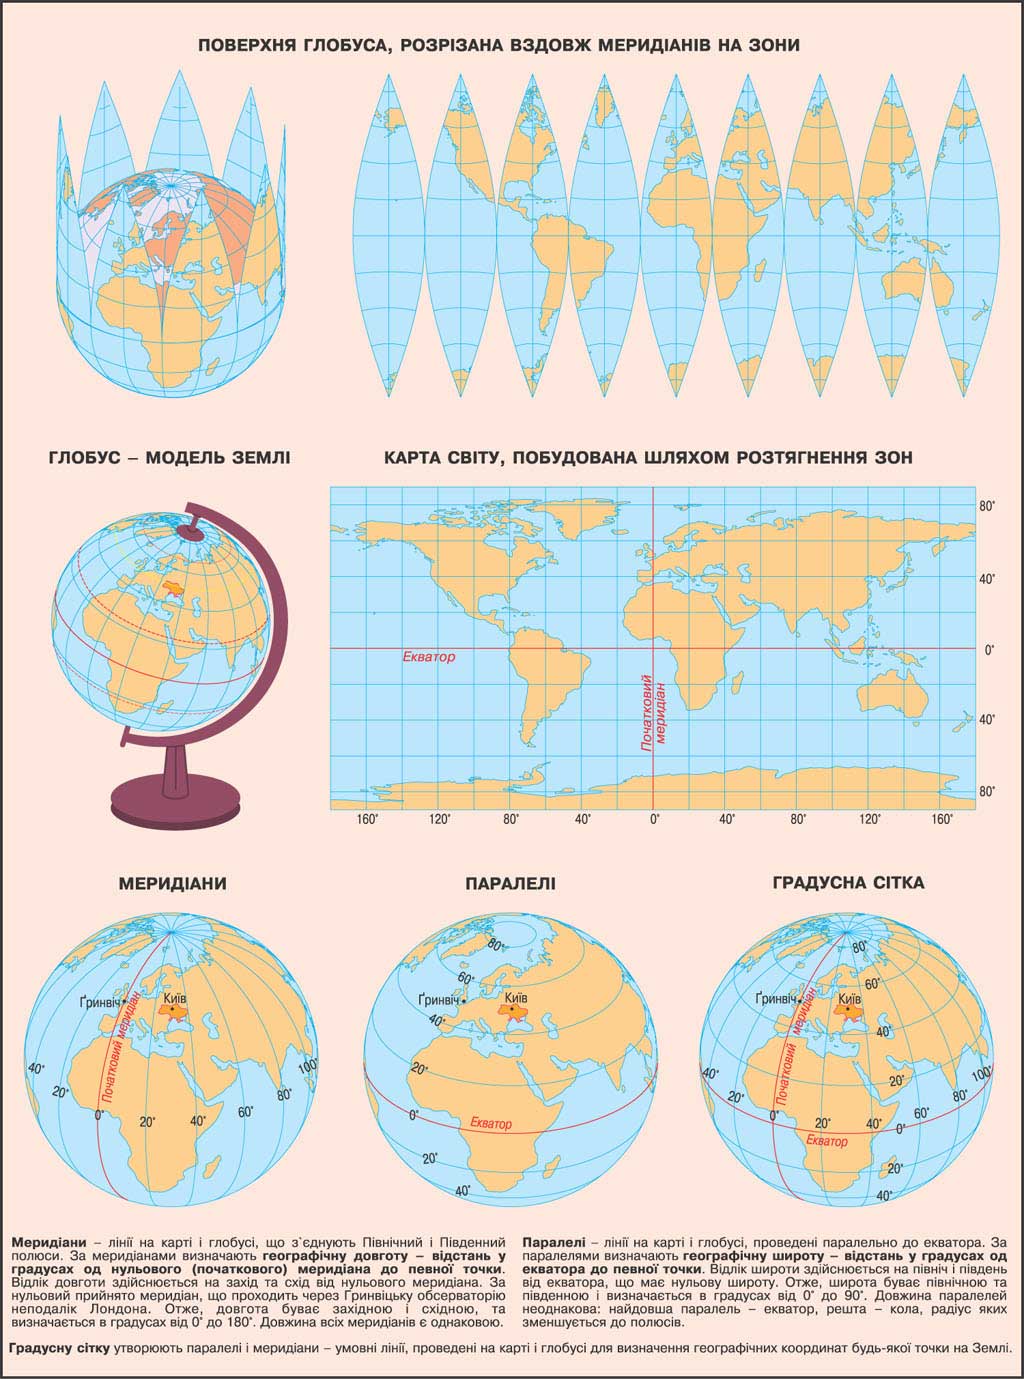 ПОВЕРХНЯ ГЛОБУСА, РОЗРІЗАНА ВЗДОВЖ МЕРИДІАНІВ НА ЗОНИ
ГЛОБУС – МОДЕЛЬ ЗЕМЛІ
КАРТА СВІТУ, ПОБУДОВАНА ШЛЯХОМ РОЗТЯГНЕННЯ ЗОН
80°
40°
0°
40°
80°
Екватор
Початковий
меридіан
160° 120° 80° 40° 0° 40° 80° 120° 160°
МЕРИДІАНИ
Ґринвіч
Київ
Початковий меридіан
40° 20° 0° 20° 40° 60° 80° 100°
ПАРАЛЕЛІ
80°
60°
Ґринвіч
Київ
40°
20°
0°
Екватор
20°
40°
ГРАДУСНА СІТКА
80°
60°
Ґринвіч
Київ
Початковий меридіан
40°
20°
40° 20° 0° 20° 40° 60° 80° 100°
0°
Екватор
20°
40°
Меридіани – лінії на карті і глобусі, що з`єднують Північний і Південний
полюси. За меридіанами визначають географічну довготу – відстань у
градусах од нульового (початкового) меридіана до певної точки.
Відлік довготи здійснюється на захід та схід від нульового меридіана. За
нульовий прийнято меридіан, що проходить через Гринвіцьку обсерваторію
неподалік Лондона. Отже, довгота буває західною і східною, та
визначається в градусах від 0° до 180°. Довжина всіх меридіанів є однаковою.
Паралелі – лінії на карті і глобусі, проведені паралельно до екватора. За
паралелями визначають географічну широту – відстань у градусах од
екватора до певної точки. Відлік широти здійснюється на північ і південь
від екватора, що має нульову широту. Отже, широта буває північною та
південною і визначається в градусах від 0° до 90°. Довжина паралелей
неоднакова: найдовша паралель – екватор, решта – кола, радіус яких
зменшується до полюсів.
Градусну сітку утворюють паралелі і меридіани – умовні лінії, проведені на карті і глобусі для визначення географічних координат будь-якої точки на Землі.